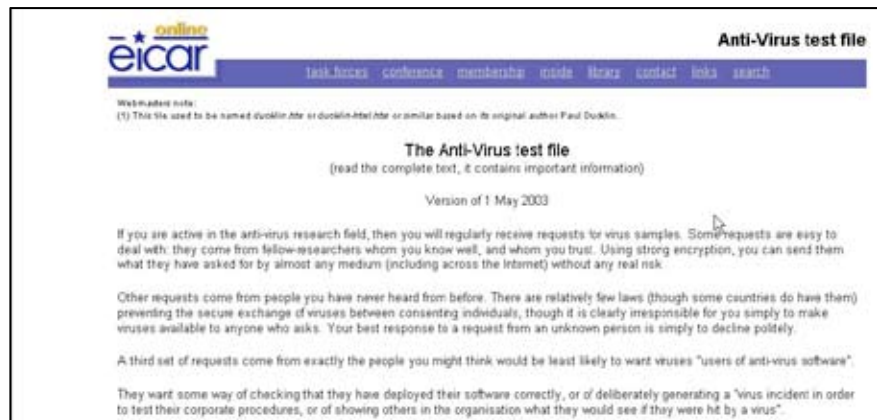 online
eicar
Anti-Virus test file
task forces conference membership inside library contact links search
Webmasters note:
(1) This file used to be named ducklin.htm or ducklin-html.htm or similar based on its original author Paul Ducklin.
The Anti-Virus test file
(read the complete text, it contains important information)
Version of 1 May 2003
If you are active in the anti-virus research field, then you will regularly receive requests for virus samples. Some requests are easy to
deal with: they come from fellow-researchers whom you know well, and whom you trust. Using strong encryption, you can send them
what they have asked for by almost any medium (including across the Internet) without any real risk.
Other requests come from people you have never heard from before. There are relatively few laws (though some countries do have them)
preventing the secure exchange of viruses between consenting individuals, though it is clearly irresponsible for you simply to make
viruses available to anyone who asks. Your best response to a request from an unknown person is simply to decline politely.
A third set of requests come from exactly the people you might think would be least likely to want viruses "users of anti-virus software".
They want some way of checking that they have deployed their software correctly, or of deliberately generating a "virus incident in order
to test their corporate procedures, or of showing others in the organisation what they would see if they were hit by a virus".